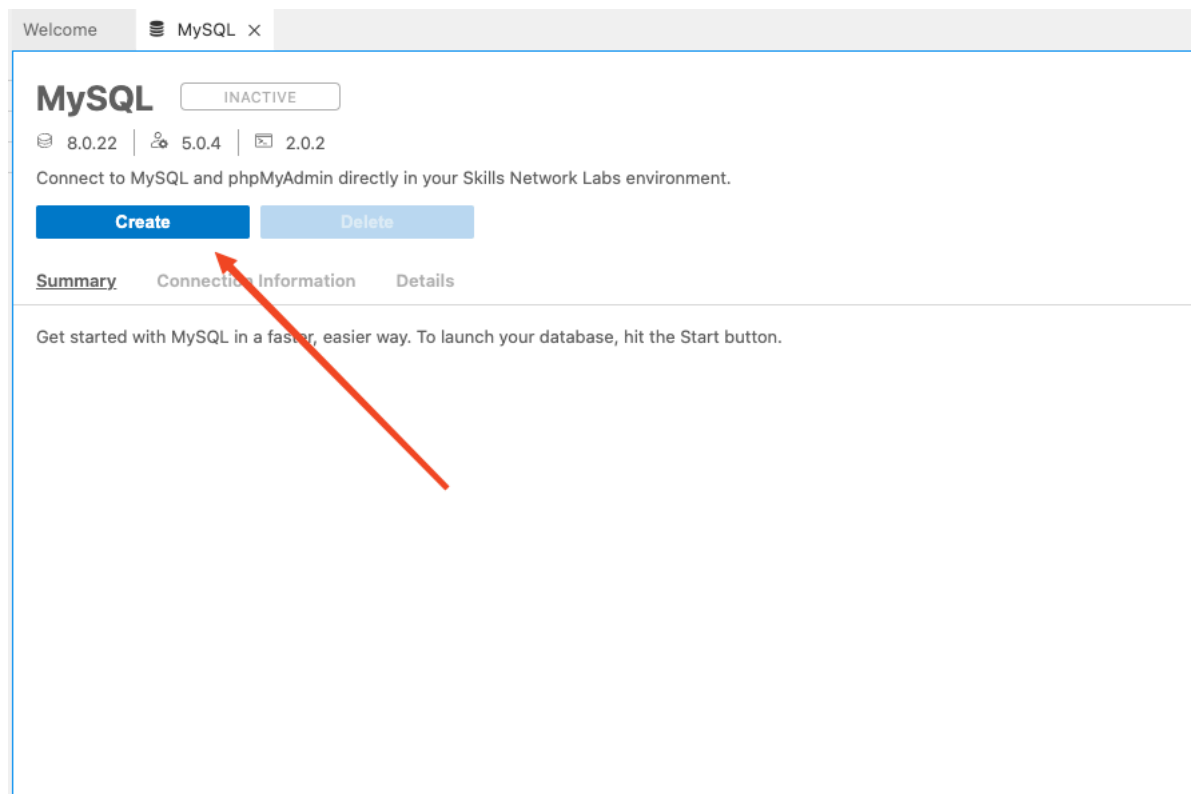 Welcome MySQL
MySQL INACTIVE
8.0.22 5.0.4 2.0.2
Connect to MySQL and phpMyAdmin directly in your Skills Network Labs environment.
Create Delete
Summary Connection Information Details
Get started with MySQL in a faster, easier way. To launch your database, hit the Start button.